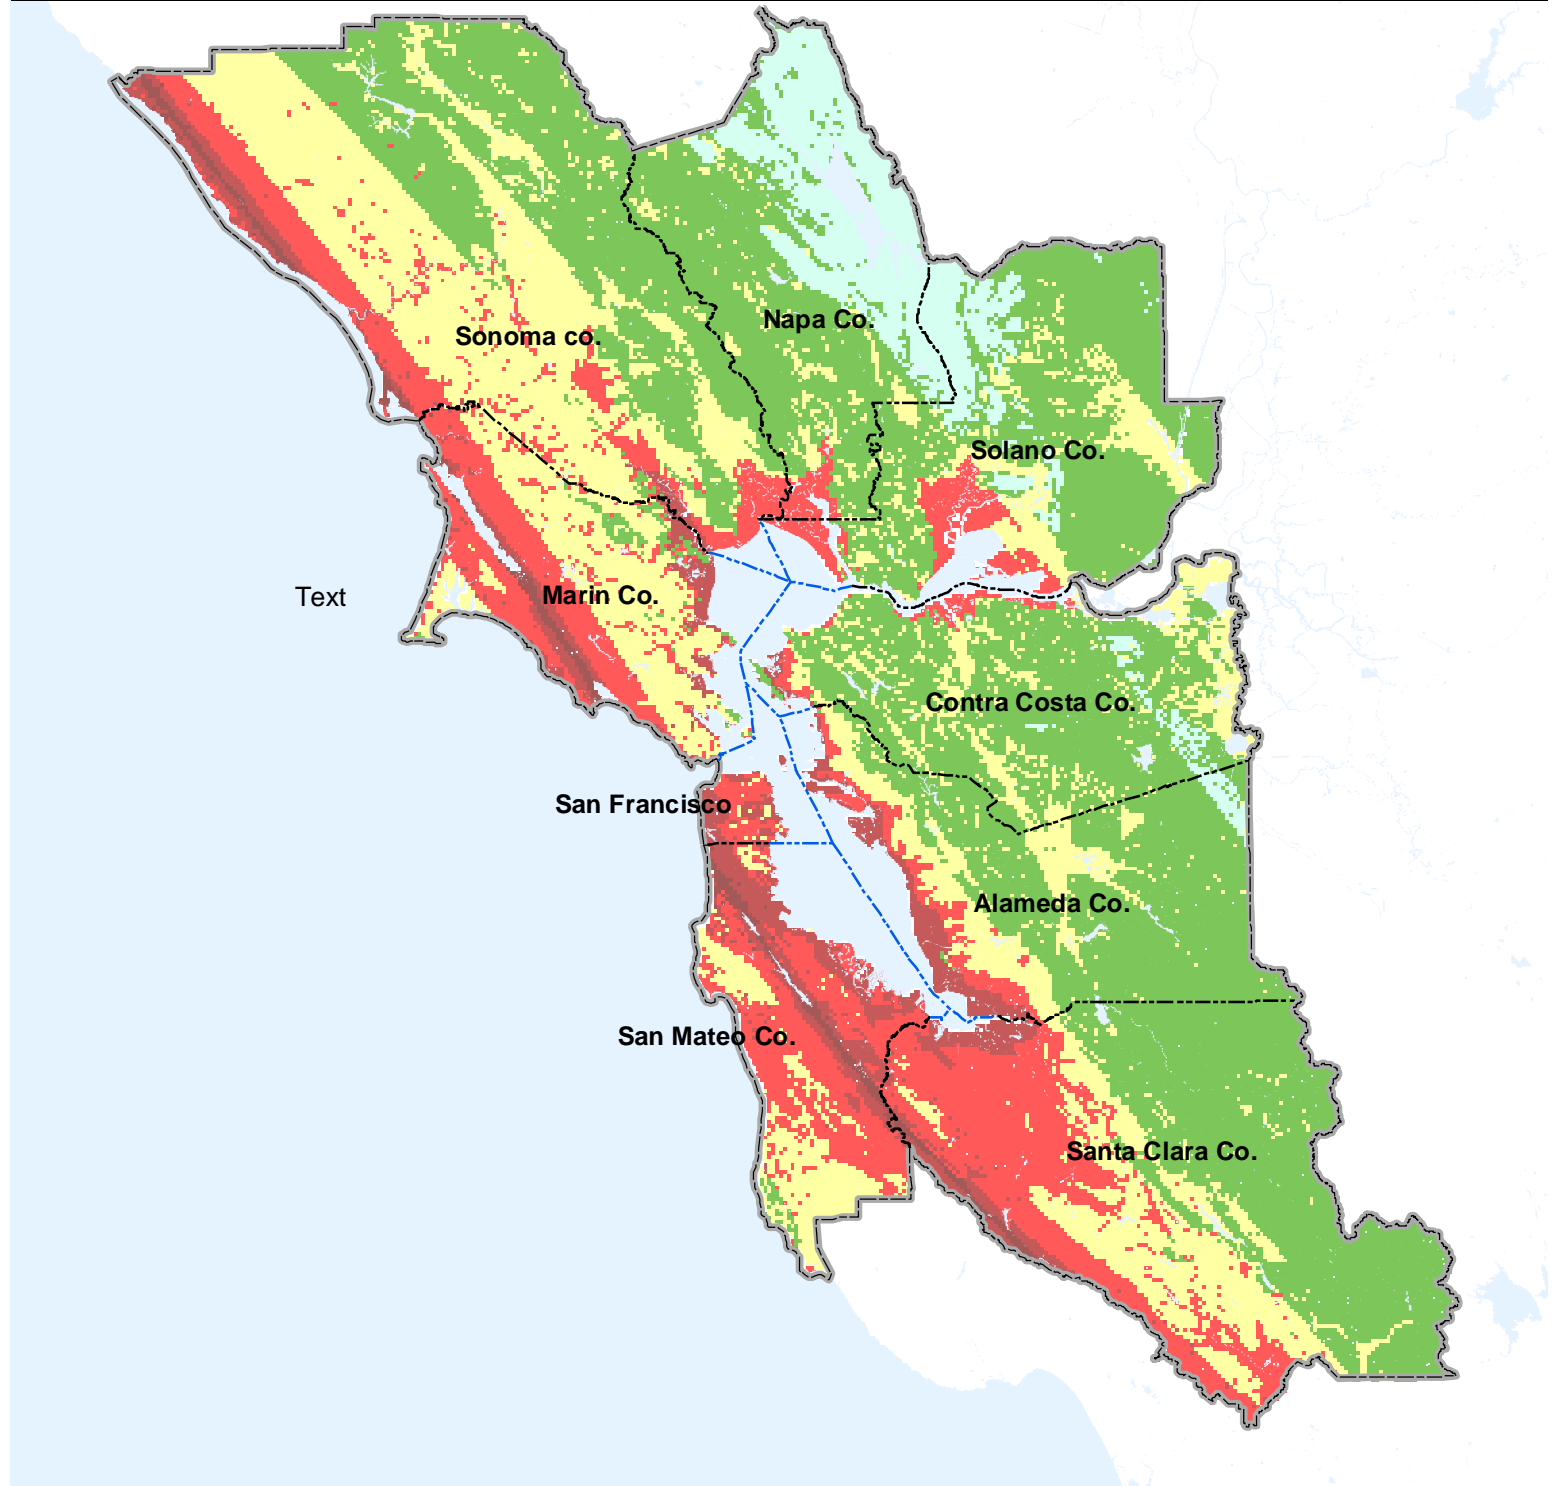 Napa Co.
Sonoma co.
Solano Co.
Text
Marin Co.
Contra Costa Co.
San Francisco
Alameda Co.
San Mateo Co.
Santa Clara Co.